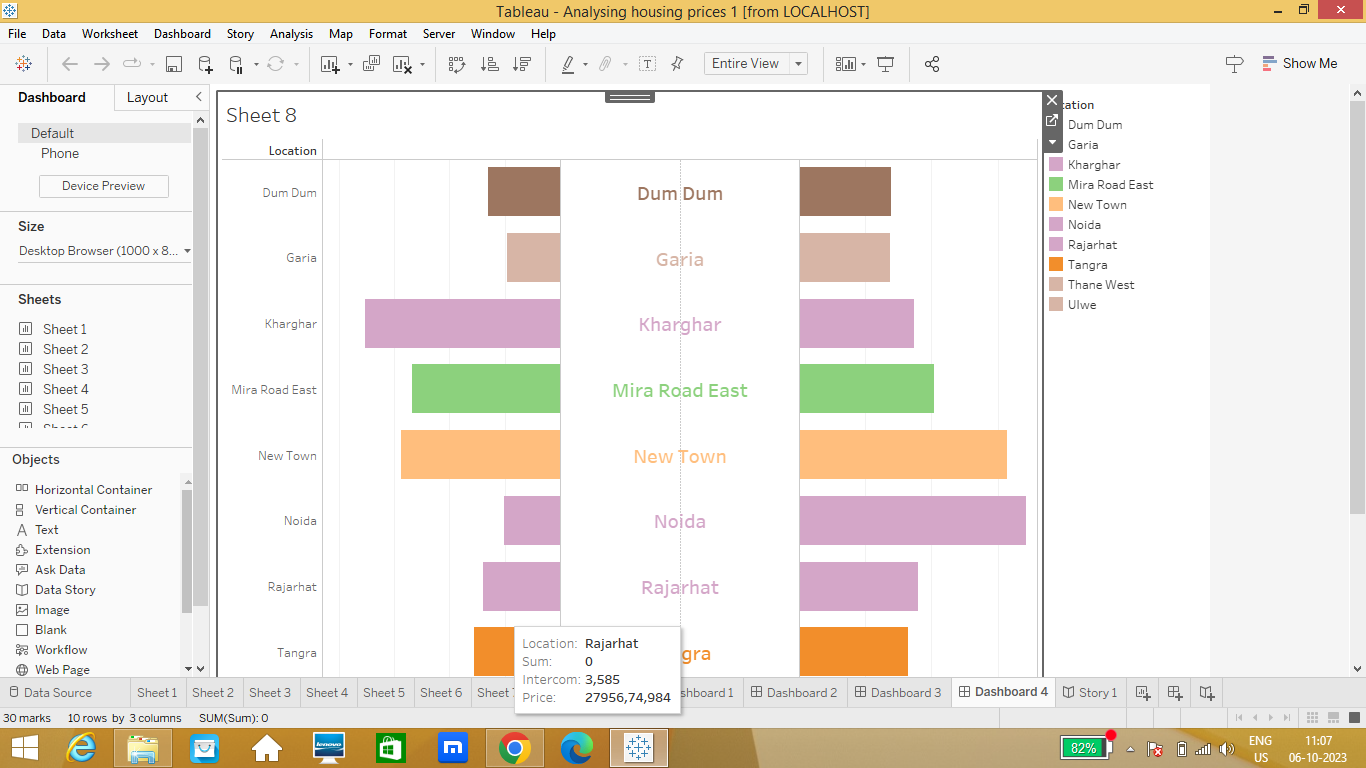 Tableau - Analysing housing prices 1 [from LOCALHOST]
File Data Worksheet Dashboard Story Analysis Map Format Server Window Help
Entire View
Show Me
Dashboard Layout
Default
Phone
Device Preview
Size
Desktop Browser (1000 x 8...
Sheets
Sheet 1
Sheet 2
Sheet 3
Sheet 4
Sheet 5
Objects
Horizontal Container
Vertical Container
Text
Extension
Ask Data
Data Story
Image
Blank
Workflow
Web Page
Sheet 8
Location
Dum Dum Dum Dum
Garia Garia
Kharghar Kharghar
Mira Road East Mira Road East
New Town New Town
Noida Noida
Rajarhat Rajarhat
Tangra gra
Location: Rajarhat
Sum: 0
Intercom: 3,585
Price: 27956,74,984
ation
Dum Dum
Garia
Kharghar
Mira Road East
New Town
Noida
Rajarhat
Tangra
Thane West
Ulwe
Data Source Sheet 1 Sheet 2 Sheet 3 Sheet 4 Sheet 5 Sheet 6 Sheet shboard 1 Dashboard 2 Dashboard 3 Dashboard 4 Story 1
30 marks 10 rows by 3 columns SUM(Sum): 0
lenovo
82%
ENG
US
11:07
06-10-2023